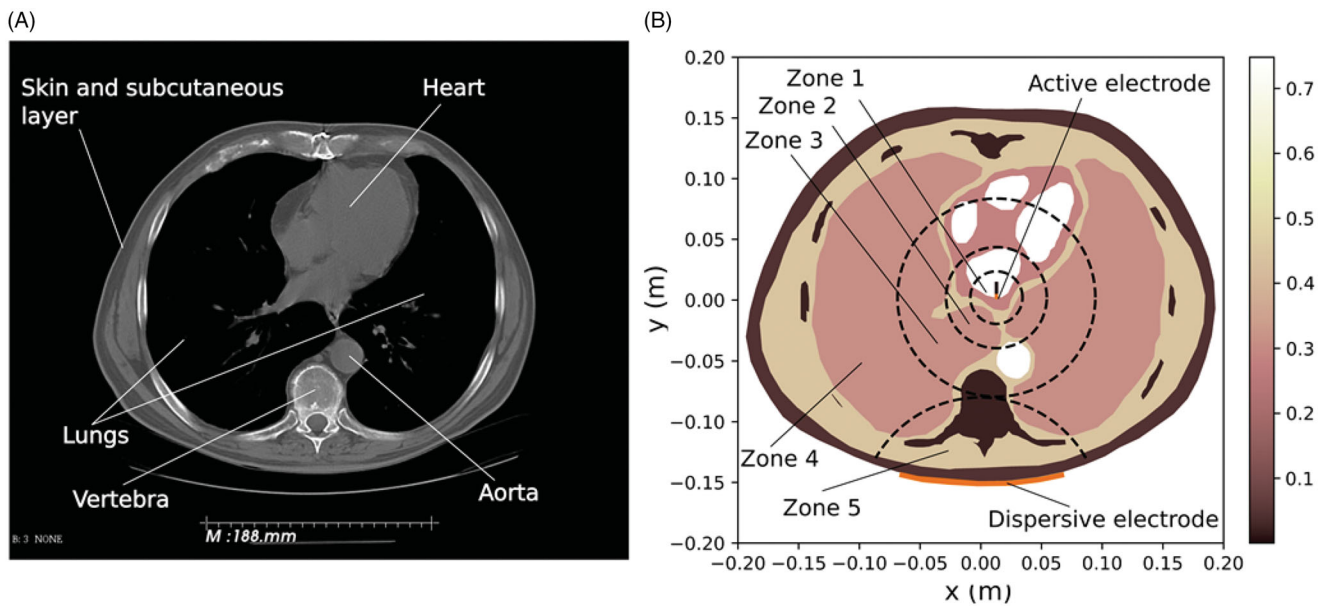 (A)
Skin and subcutaneous
layer
Heart
Lungs
Vertebra
Aorta
M :188.mm
B: 3 NONE
(B)
0.20
0.15
0.10
0.05
0.00
−0.05
−0.10
−0.15
0.20
y (m)
−0.20 −0.15 −0.10 −0.05 0.00 0.05 0.10 0.15 0.20
x (m)
Zone 1
Zone 2
Zone 3
Active electrode
Zone 4
Zone 5
Dispersive electrode
0.7
0.6
0.5
0.4
0.3
0.2
0.1